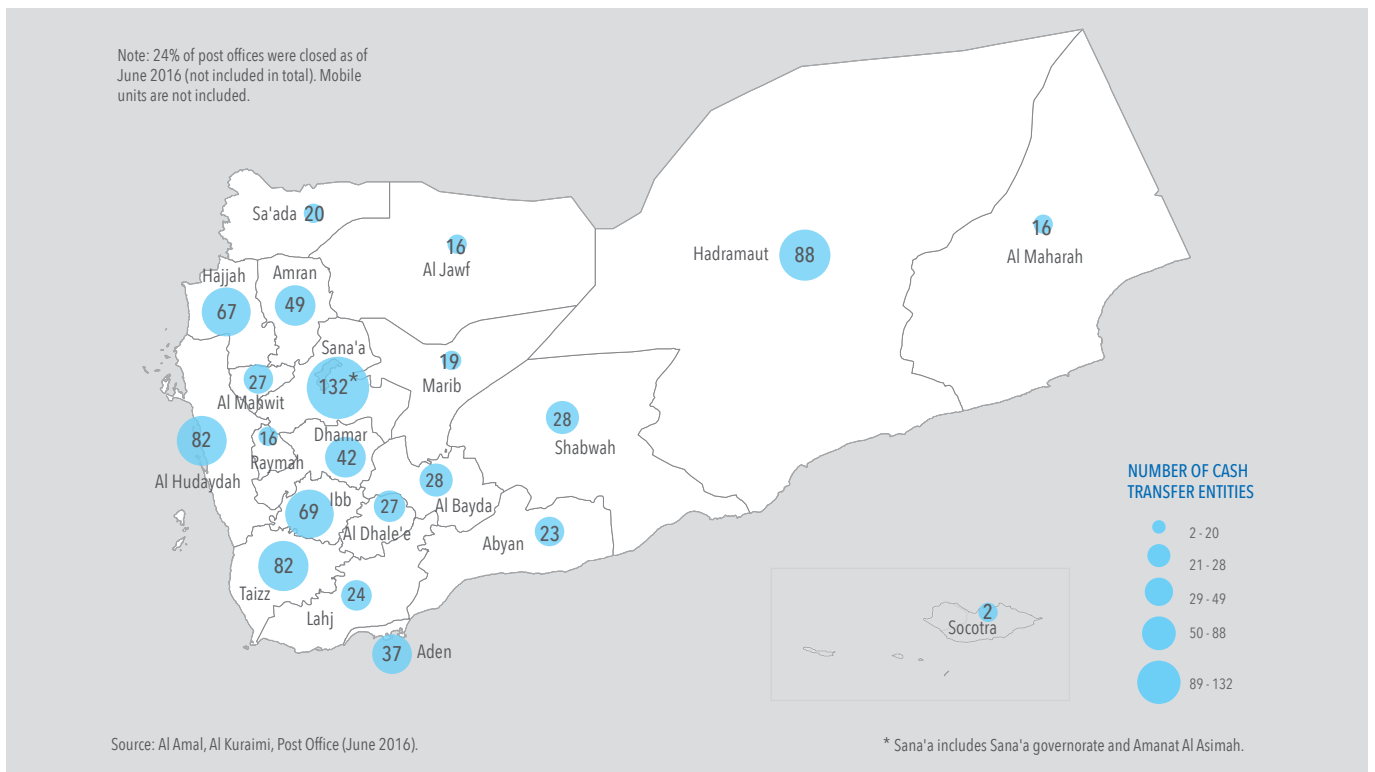 Note: 24% of post offices were closed as of
June 2016 (not included in total). Mobile
units are not included.
Sa'ada 20
16
Al Jawf
Hadramaut 88
16
Al Maharah
Hajjah
67
Amran
49
Sana'a
132*
19
Marib
27
Al Mahwit
28
Shabwah
82
Al Hudaydah
16
Raymah
Dhamar
42
28
Al Bayda
Ibb
69
27
Al Dhale'e
Abyan 23
82
Taizz
24
Lahj
37 Aden
2
Socotra
NUMBER OF CASH
TRANSFER ENTITIES
2 - 20
21 - 28
29 - 49
50 - 88
89 - 132
Source: Al Amal, Al Kuraimi, Post Office (June 2016).
* Sana'a includes Sana'a governorate and Amanat Al Asimah.